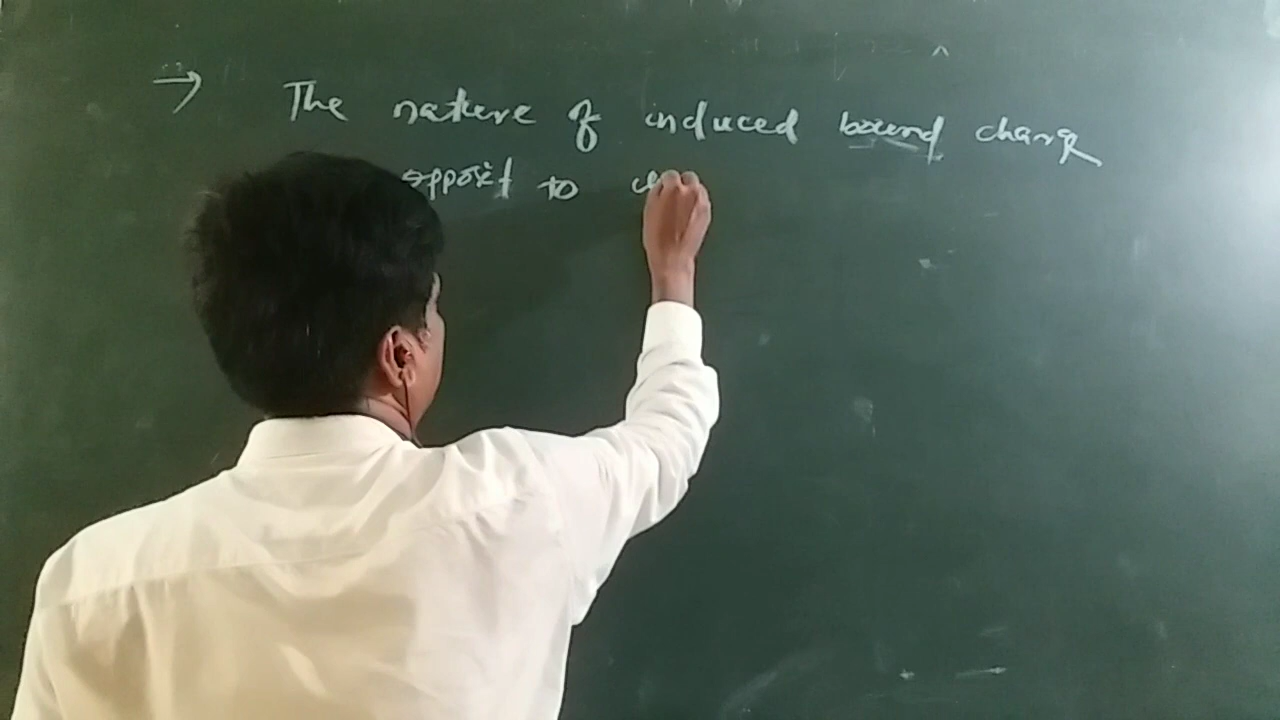 → The nature of induced bound charge
opposit to